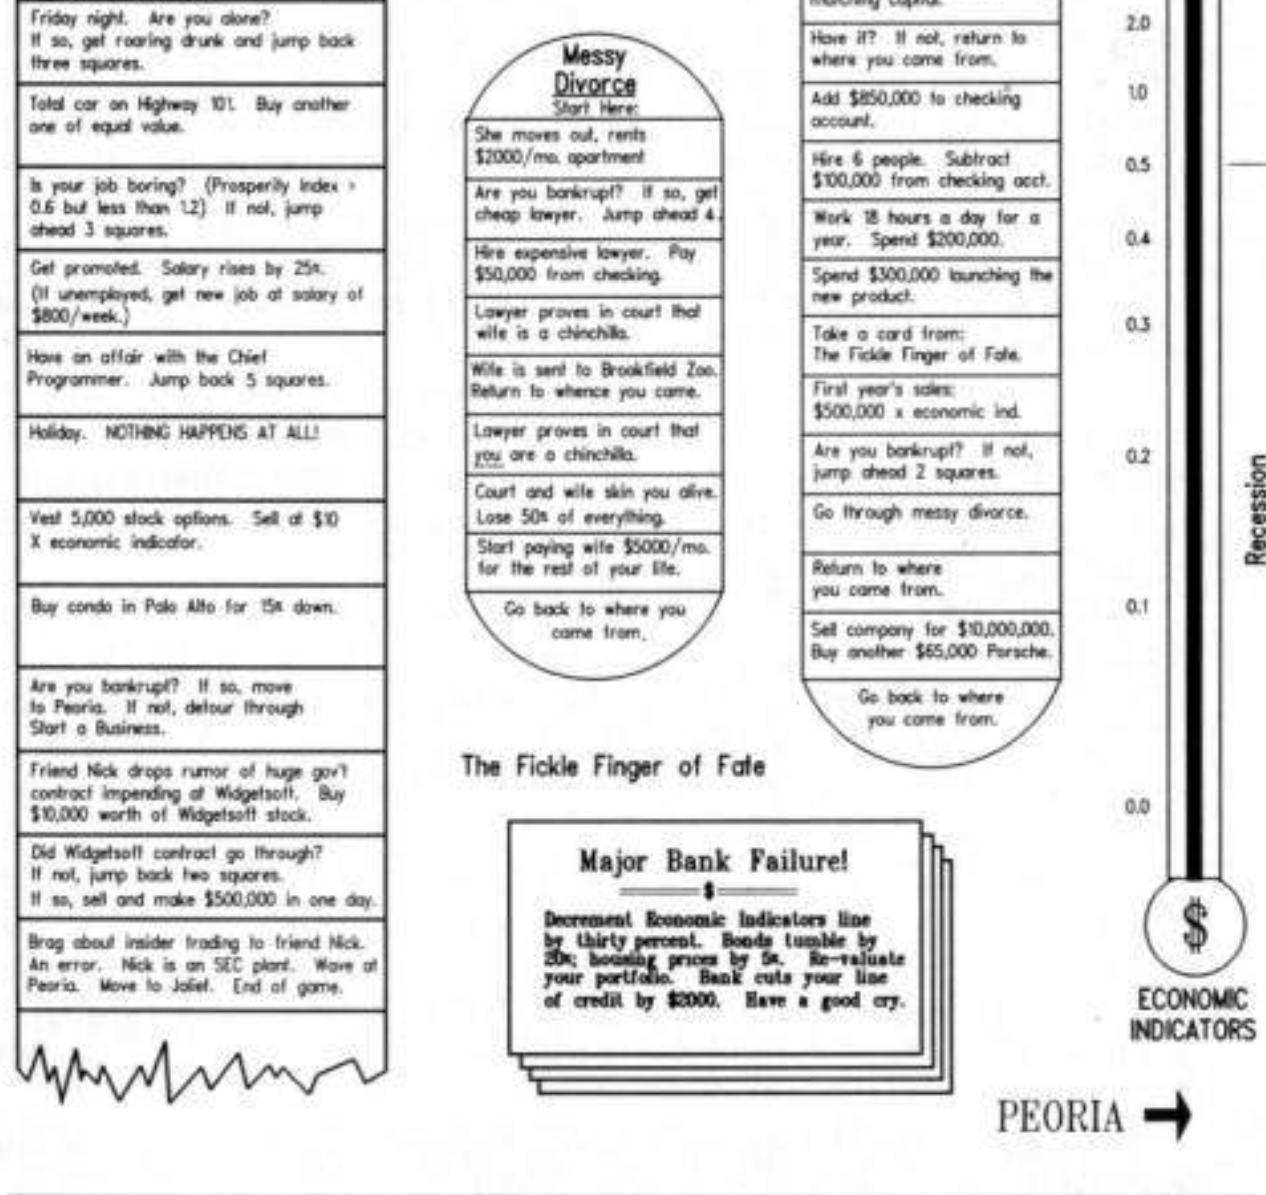 Friday night. Are you alone?
If so, get roaring drunk and jump back
three squares.
Total car on Highway 101. Buy another
one of equal value.
Is your job boring? (Prosperity Index >
0.6 but less than 1.2) If not, jump
ahead 3 squares.
Get promoted. Salary rises by 25%.
(If unemployed, get new job at salary of
$800/week.)
Have an affair with the Chief
Programmer. Jump back 5 squares.
Holiday. NOTHING HAPPENS AT ALL!
Vest 5,000 stock options. Sell at $10
X economic indicator.
Buy condo in Palo Alto for 15% down.
Are you bankrupt? If so, move
to Peoria. If not, detour through
Start a Business.
Friend Nick drops rumor of huge gov't
contract impending at Widgetsoft. Buy
$10,000 worth of Widgetsoft stock.
Did Widgetsoft contract go through?
If not, jump back two squares.
If so, sell and make $500,000 in one day.
Brag about insider trading to friend Nick.
An error. Nick is an SEC plant. Wave at
Peoria. Move to Joliet. End of game.
Messy
Divorce
Start Here:
She moves out, rents
$2000/mo. apartment
Are you bankrupt? If so, get
cheap lawyer. Jump ahead 4.
Hire expensive lawyer. Pay
$50,000 from checking.
Lawyer proves in court that
wife is a chinchilla.
Wife is sent to Brookfield Zoo.
Return to whence you came.
Lawyer proves in court that
you are a chinchilla.
Court and wife skin you alive.
Lose 50% of everything.
Start paying wife $5000/mo.
for the rest of your life.
Go back to where you
came from.
matching capital.
Have it? If not, return to
where you came from.
Add $850,000 to checking
account.
Hire 6 people. Subtract
$100,000 from checking acct.
Work 18 hours a day for a
year. Spend $200,000.
Spend $300,000 launching the
new product.
Take a card from:
The Fickle Finger of Fate.
First year's sales:
$500,000 x economic ind.
Are you bankrupt? If not,
jump ahead 2 squares.
Go through messy divorce.
Return to where
you came from.
Sell company for $10,000,000.
Buy another $65,000 Porsche.
Go back to where
you came from.
The Fickle Finger of Fate
Major Bank Failure!
$
Decrement Economic Indicators line
by thirty percent. Bonds tumble by
20%; housing prices by 5%. Re-valuate
your portfolio. Bank cuts your line
of credit by $2000. Have a good cry.
2.0
1.0
0.5
0.4
0.3
0.2
0.1
0.0
Recession
$
ECONOMIC
INDICATORS
PEORIA